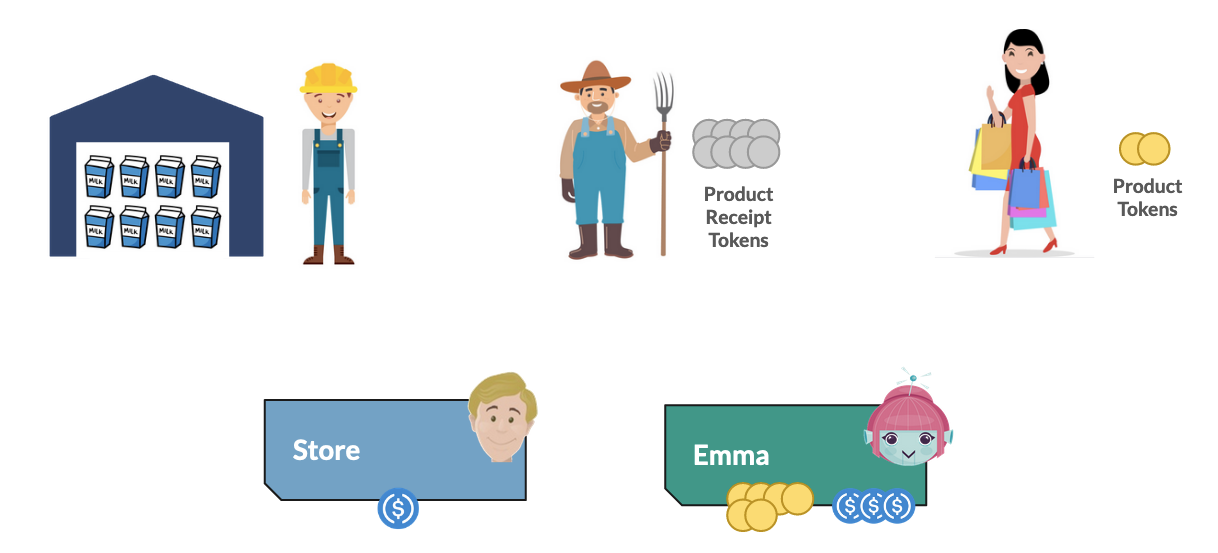 MILK MILK MILK MILK
MILK MILK MILK MILK
Product
Receipt
Tokens
Product
Tokens
Store
Emma
$
$ $ $